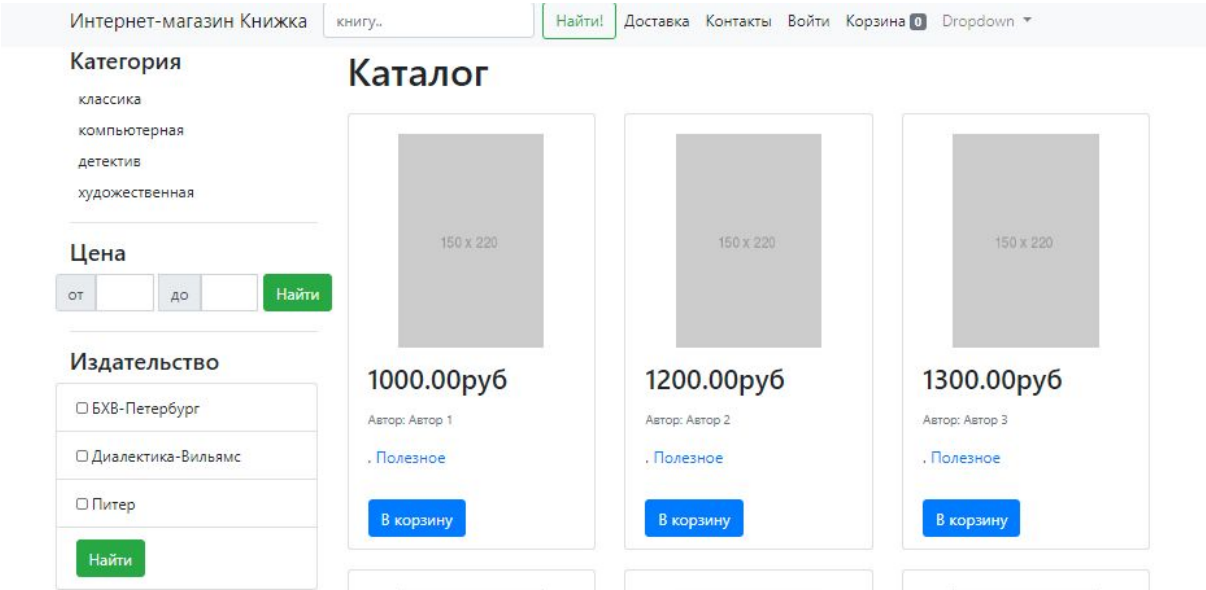 Интернет-магазин Книжка книгу.. Найти! Доставка Контакты Войти Корзина 0 Dropdown
Категория
классика
компьютерная
детектив
художественная
Цена
от до Найти
Издательство
БХВ-Петербург
Диалектика-Вильямс
Питер
Найти
Каталог
150 x 220
1000.00руб
Автор: Автор 1
. Полезное
В корзину
150 x 220
1200.00руб
Автор: Автор 2
. Полезное
В корзину
150 x 220
1300.00руб
Автор: Автор 3
. Полезное
В корзину